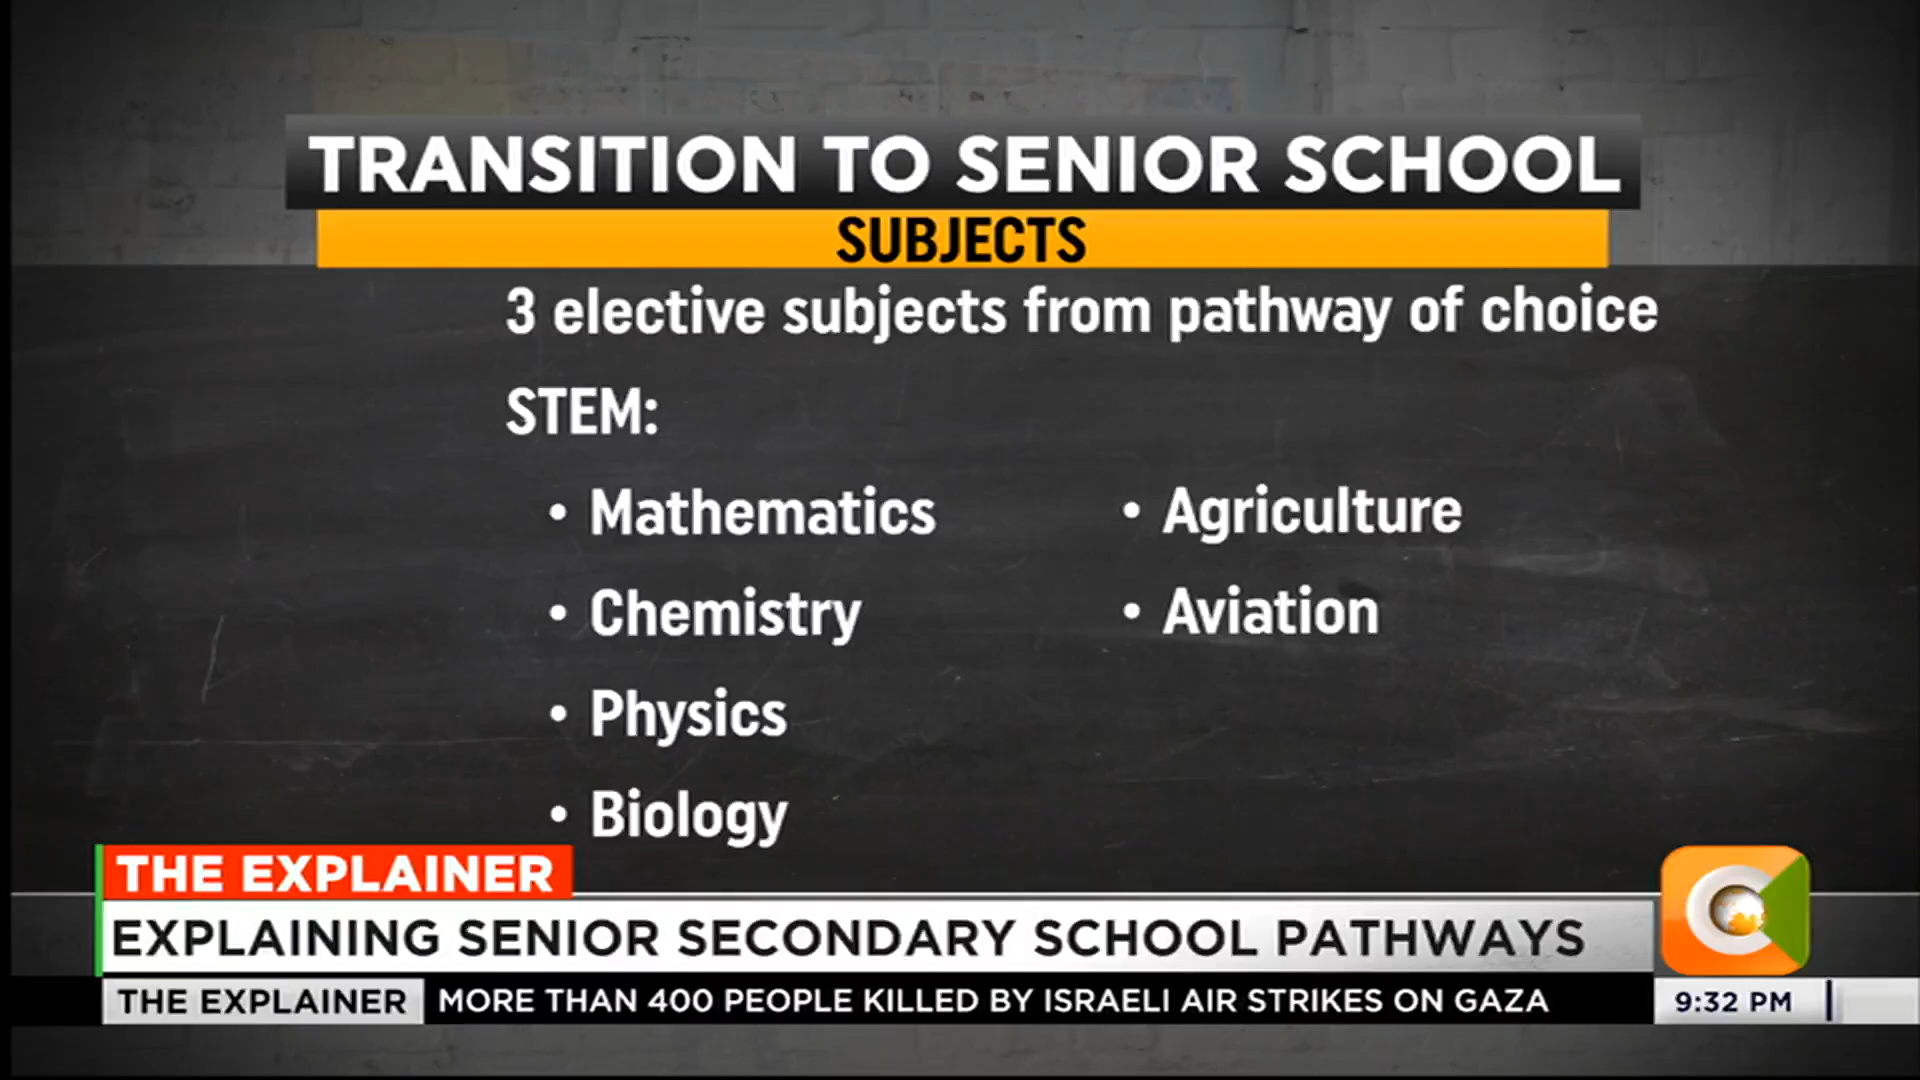 TRANSITION TO SENIOR SCHOOL
SUBJECTS
3 elective subjects from pathway of choice
STEM:
• Mathematics
• Chemistry
• Physics
• Biology
• Agriculture
• Aviation
THE EXPLAINER
EXPLAINING SENIOR SECONDARY SCHOOL PATHWAYS
THE EXPLAINER MORE THAN 400 PEOPLE KILLED BY ISRAELI AIR STRIKES ON GAZA 9:32 PM